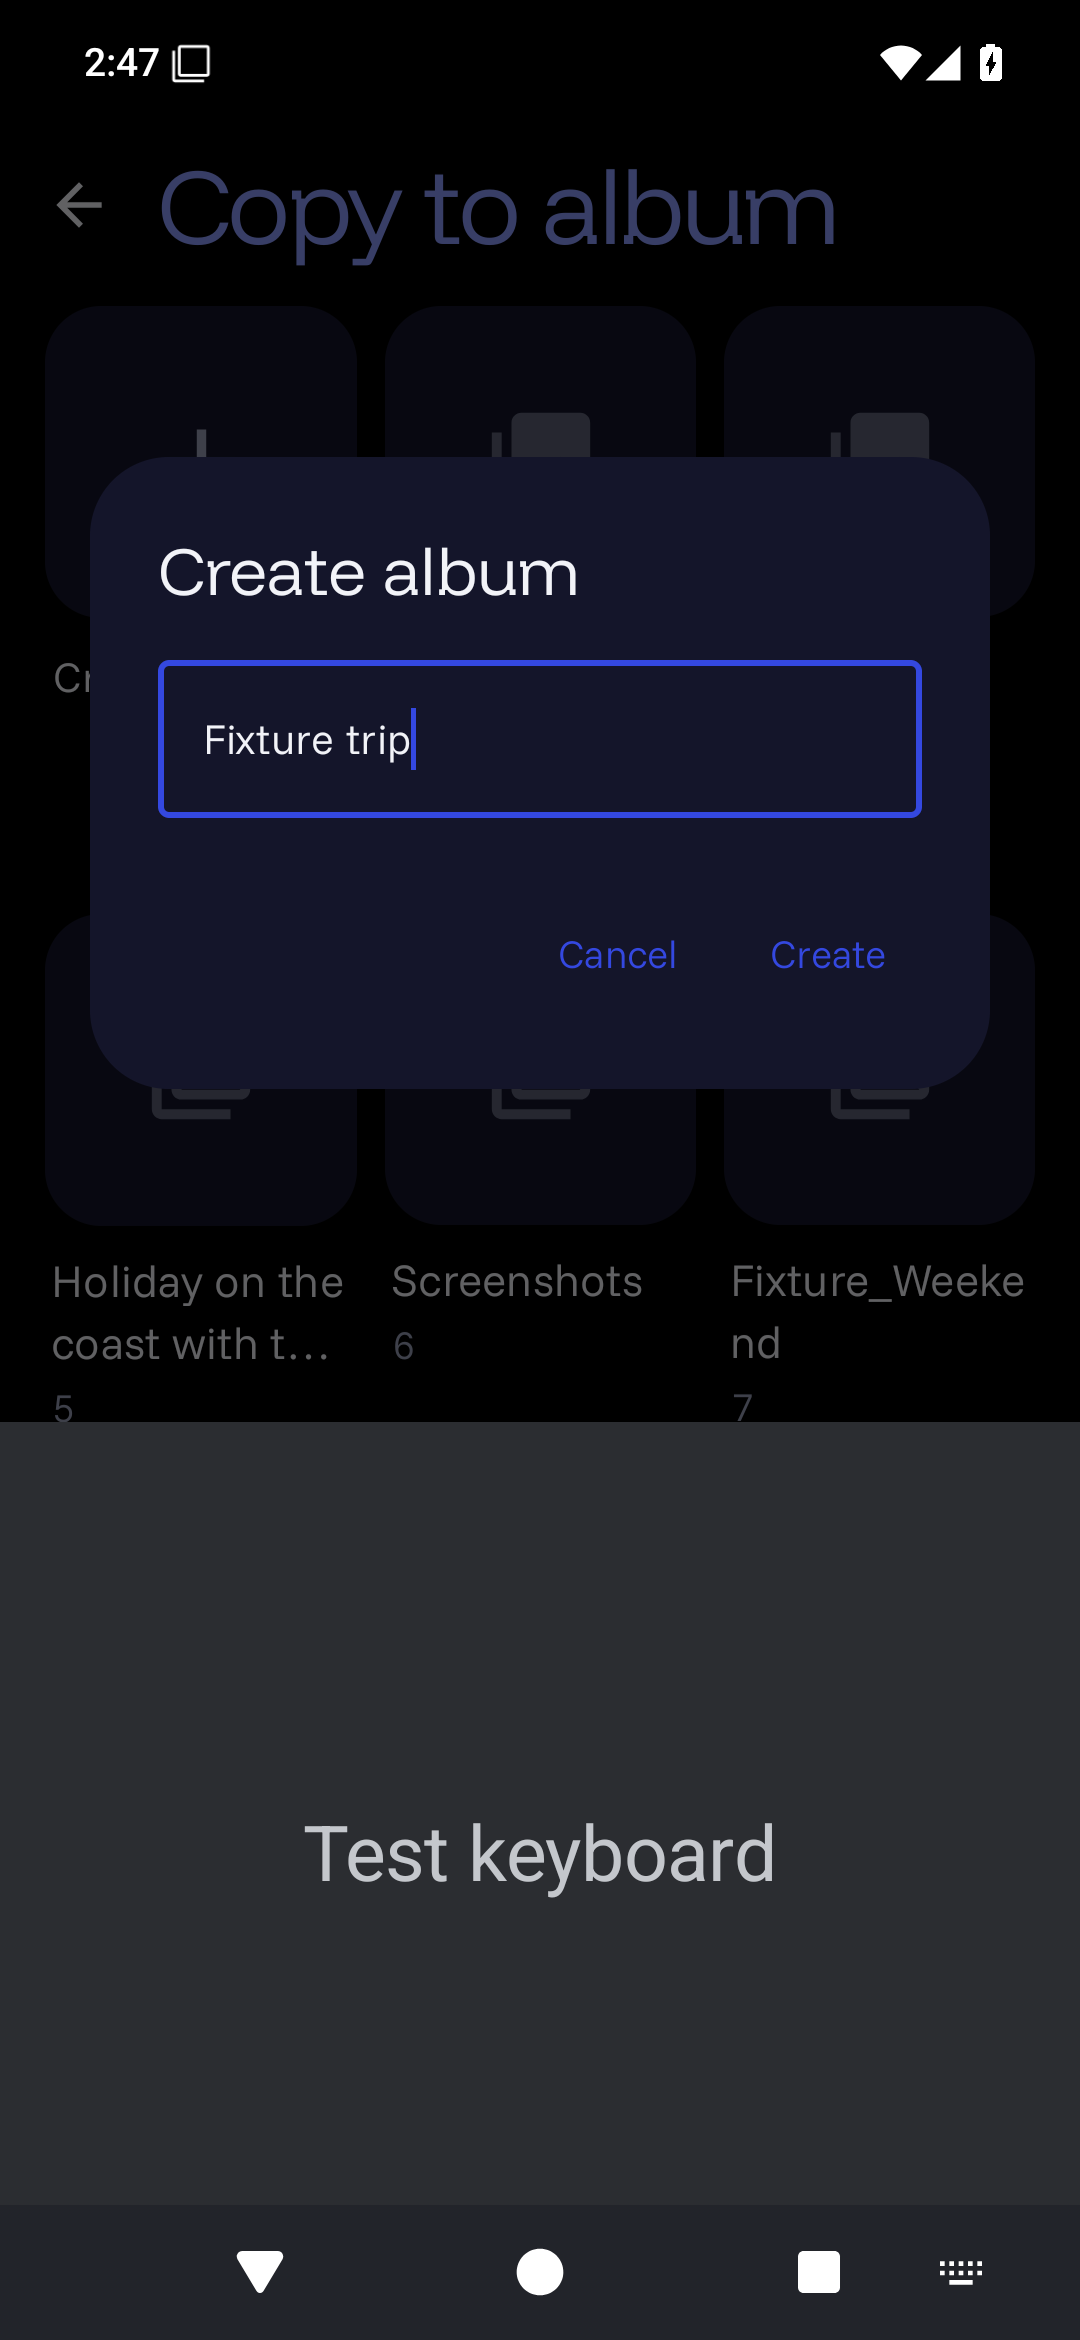 2:47
Copy to album
Create album
Cr
Fixture trip
Cancel Create
Holiday on the
coast with t…
5
Screenshots
6
Fixture_Weeke
nd
7
Test keyboard